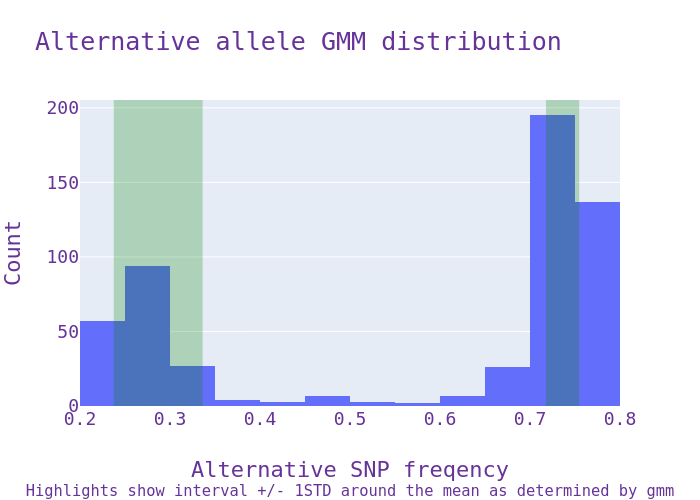 Alternative allele GMM distribution
200
150
100
50
0
Count
0.2 0.3 0.4 0.5 0.6 0.7 0.8
Alternative SNP freqency
Highlights show interval +/- 1STD around the mean as determined by gmm